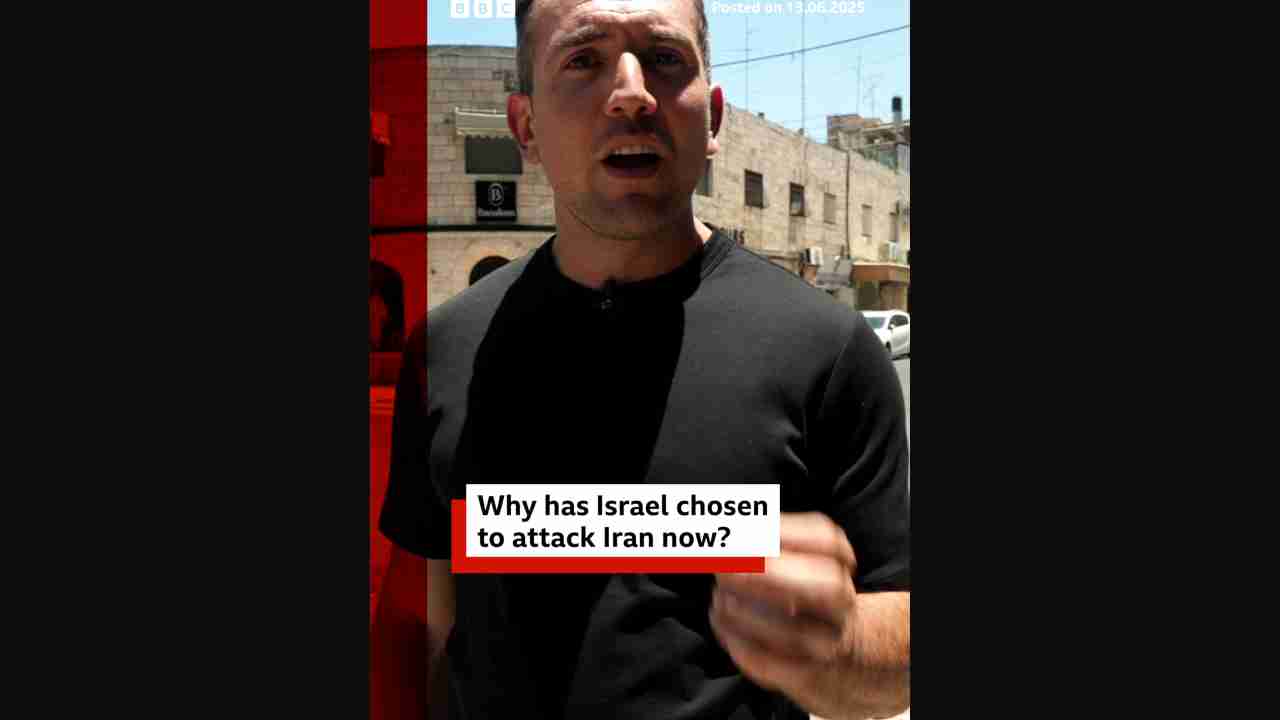 BBC
Posted on 13.06.2025
B
Why has Israel chosen
to attack Iran now?